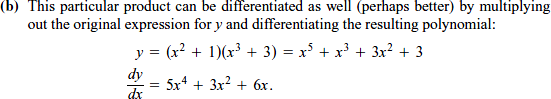 (b) This particular product can be differentiated as well (perhaps better) by multiplying
out the original expression for y and differentiating the resulting polynomial:
y = (x² + 1)(x³ + 3) = x⁵ + x³ + 3x² + 3
dy/dx = 5x⁴ + 3x² + 6x.